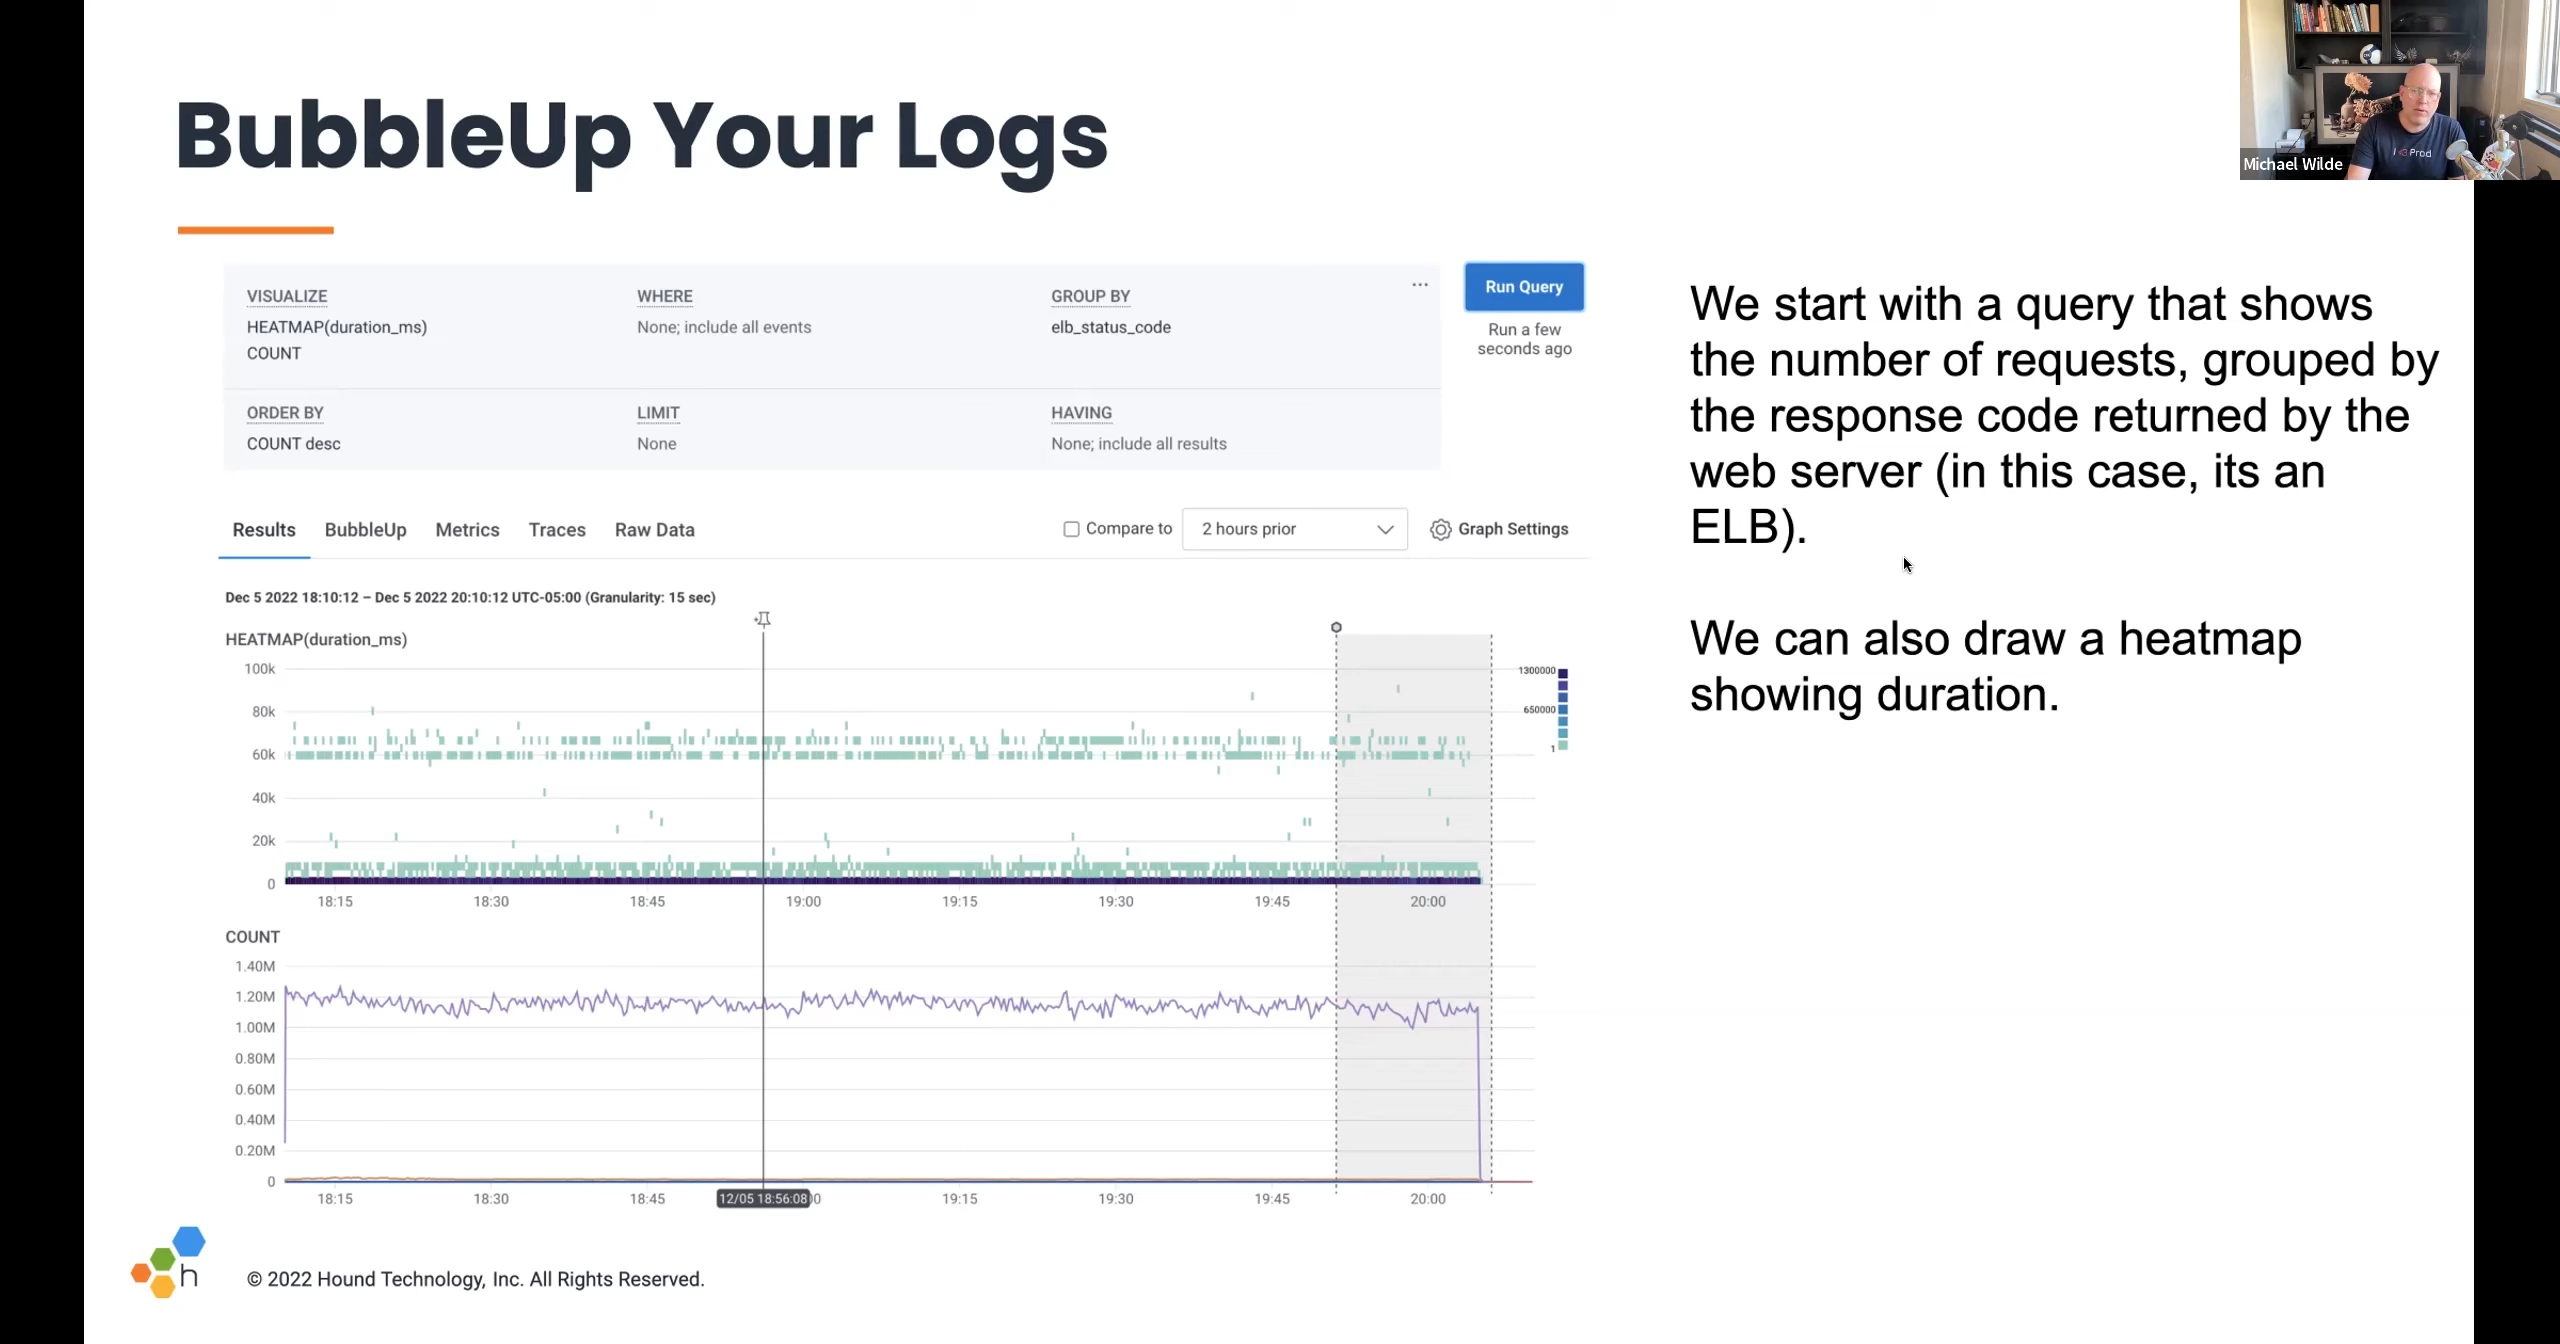 BubbleUp Your Logs
Michael Wilde
I <3 Prod
VISUALIZE
HEATMAP(duration_ms)
COUNT
WHERE
None; include all events
GROUP BY
elb_status_code
...
Run Query
Run a few
seconds ago
ORDER BY
COUNT desc
LIMIT
None
HAVING
None; include all results
We start with a query that shows
the number of requests, grouped by
the response code returned by the
web server (in this case, its an
ELB).
We can also draw a heatmap
showing duration.
Results BubbleUp Metrics Traces Raw Data
Compare to 2 hours prior Graph Settings
Dec 5 2022 18:10:12 – Dec 5 2022 20:10:12 UTC-05:00 (Granularity: 15 sec)
HEATMAP(duration_ms)
100k
80k
60k
40k
20k
0
1300000
650000
1
18:15 18:30 18:45 19:00 19:15 19:30 19:45 20:00
COUNT
1.40M
1.20M
1.00M
0.80M
0.60M
0.40M
0.20M
0
18:15 18:30 18:45 12/05 18:56:08 0 19:15 19:30 19:45 20:00
h
© 2022 Hound Technology, Inc. All Rights Reserved.